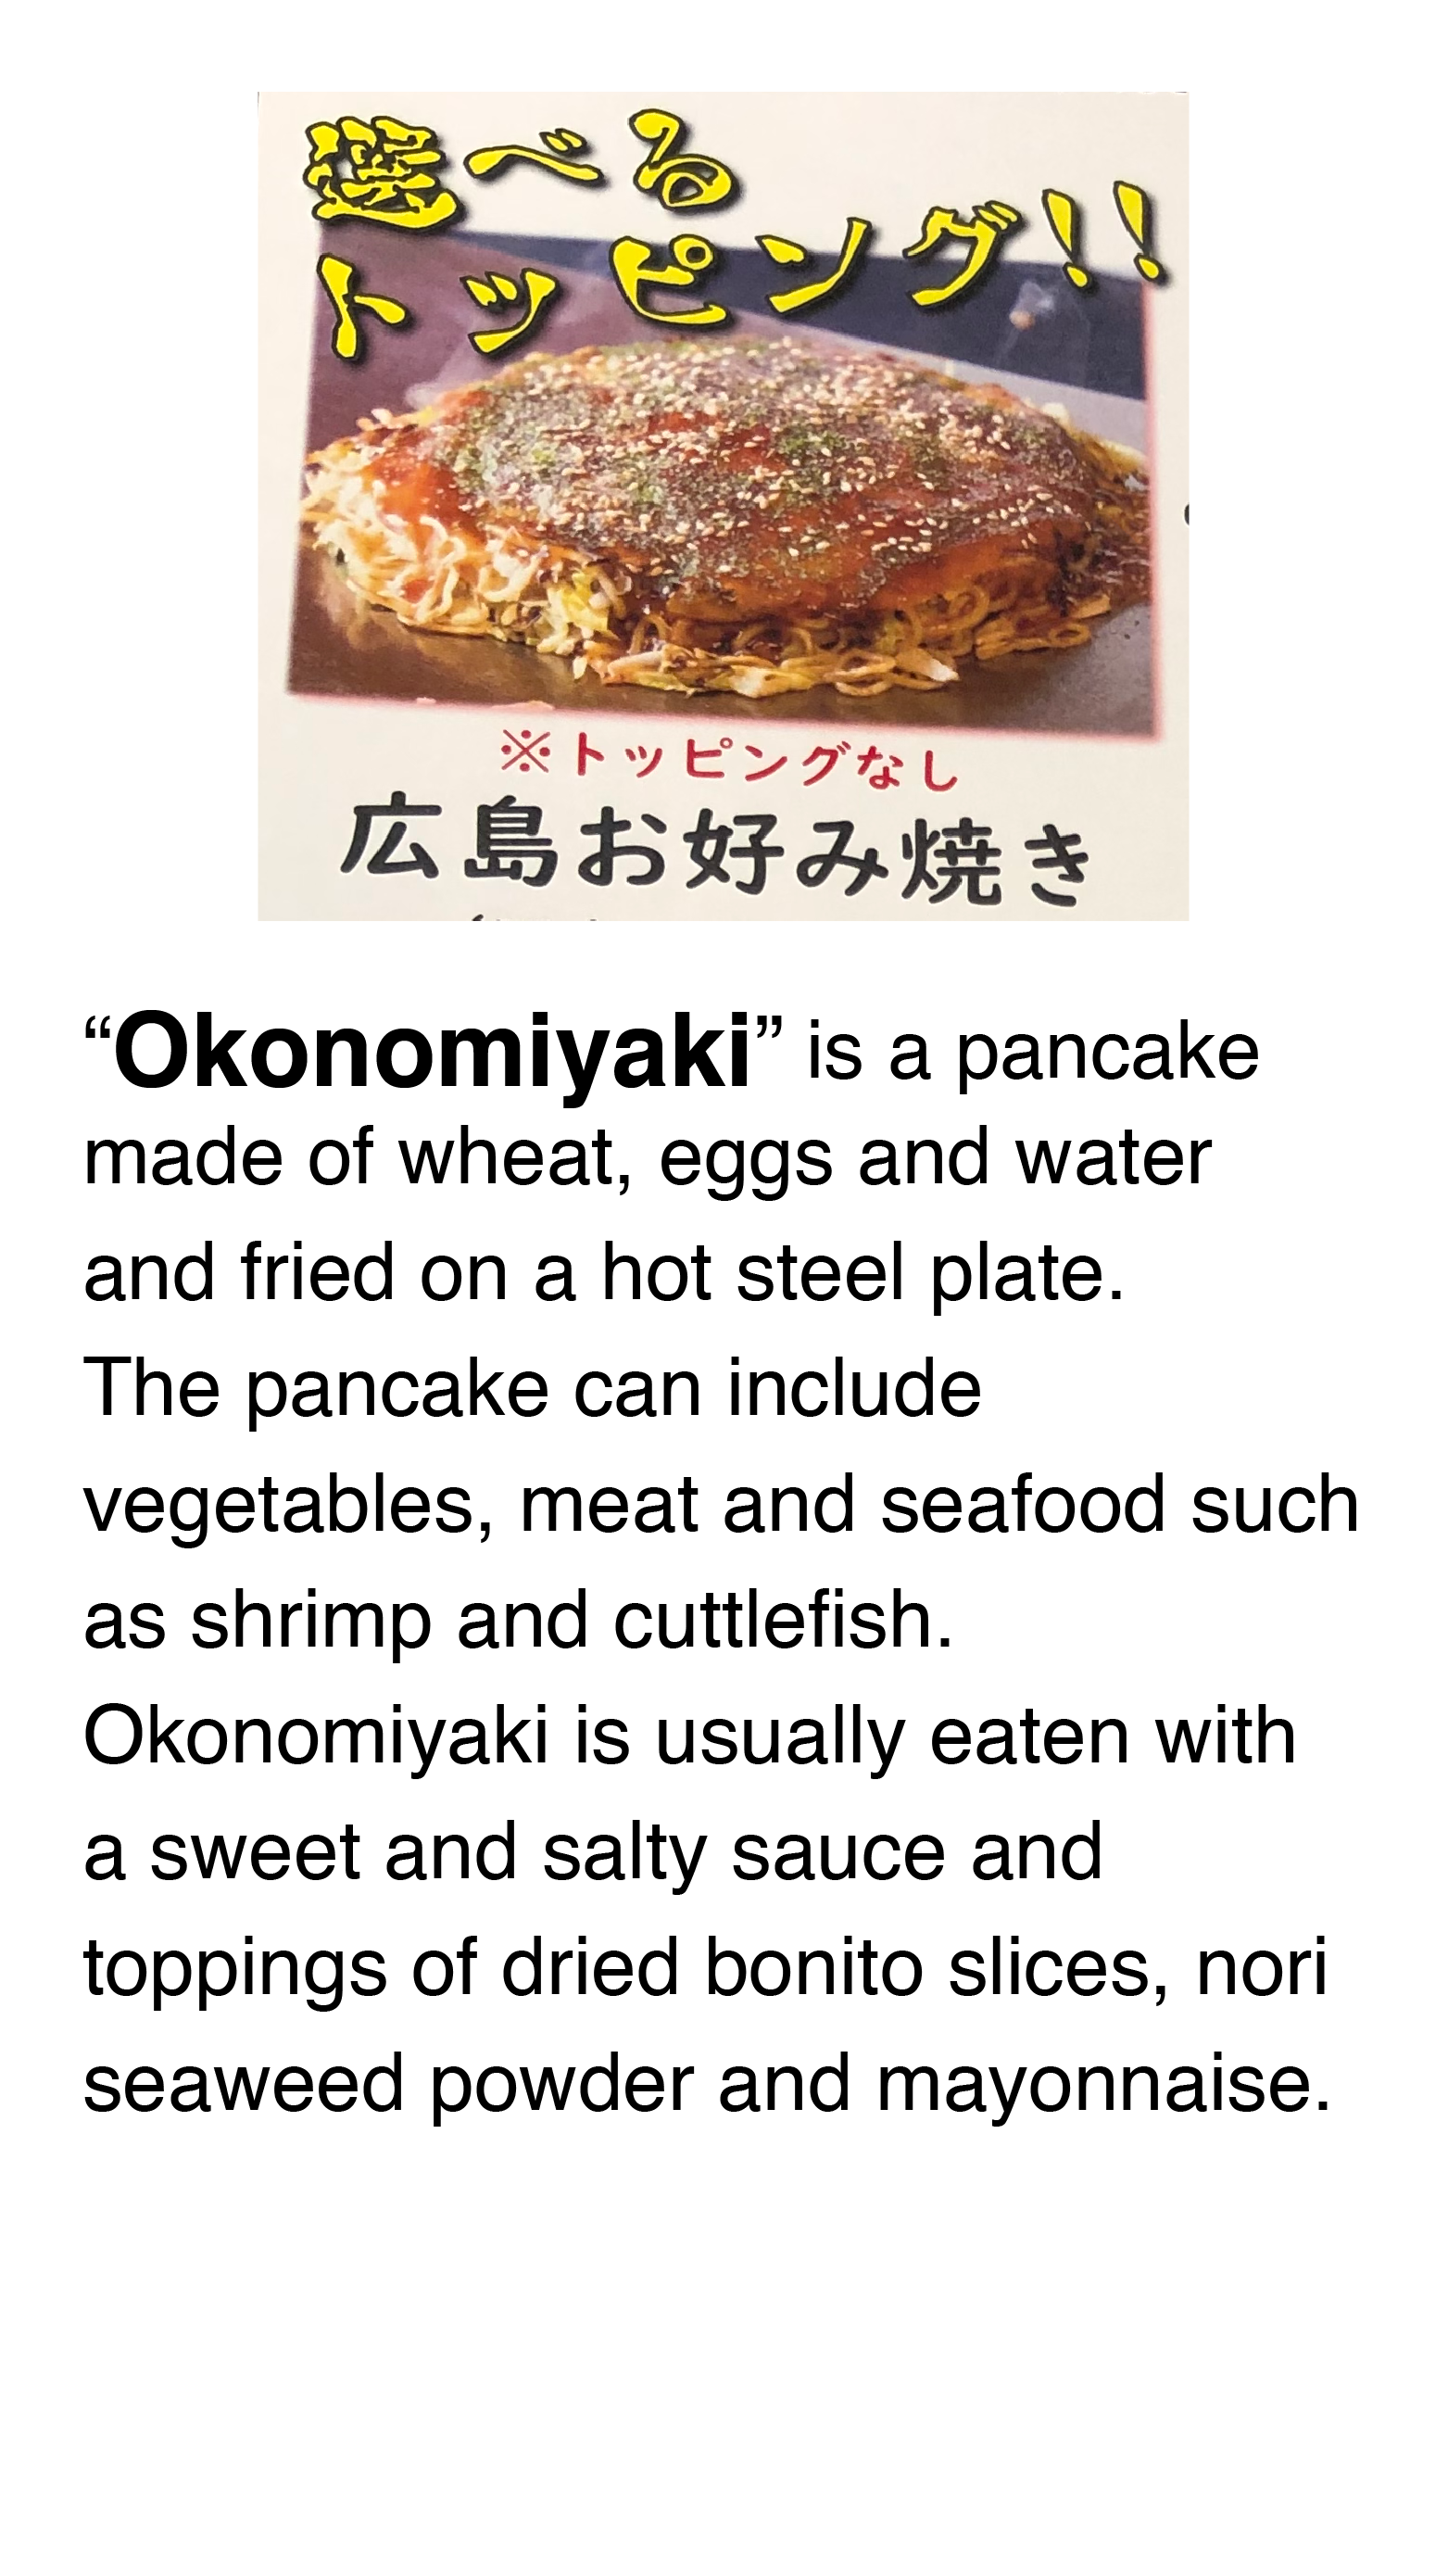 選べる
トッピング!!
※トッピングなし
広島お好み焼き
“Okonomiyaki” is a pancake
made of wheat, eggs and water
and fried on a hot steel plate.
The pancake can include
vegetables, meat and seafood such
as shrimp and cuttlefish.
Okonomiyaki is usually eaten with
a sweet and salty sauce and
toppings of dried bonito slices, nori
seaweed powder and mayonnaise.